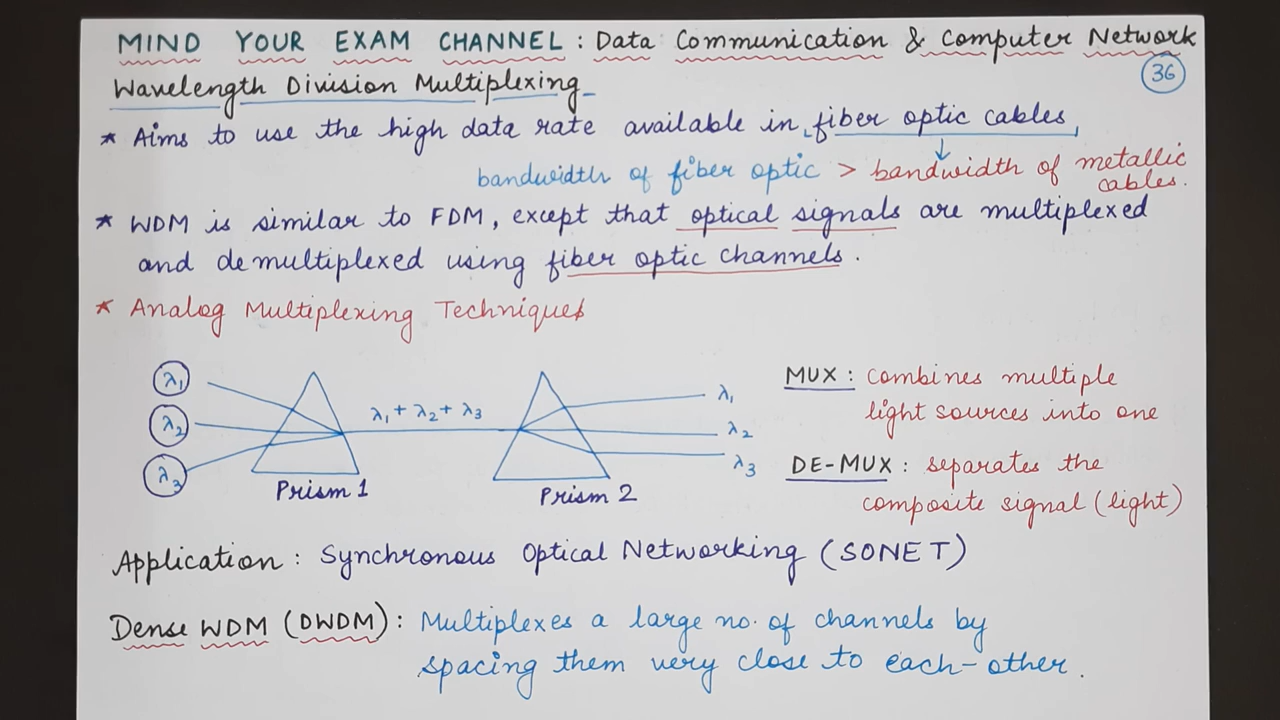 MIND YOUR EXAM CHANNEL : Data Communication & Computer Network
Wavelength Division Multiplexing
36
* Aims to use the high data rate available in fiber optic cables
↓
bandwidth of fiber optic > bandwidth of metallic
cables.
* WDM is similar to FDM, except that optical signals are multiplexed
and demultiplexed using fiber optic channels.
* Analog Multiplexing Techniques
λ₁
λ₂
λ₃
λ₁ + λ₂ + λ₃
λ₁
λ₂
λ₃
Prism 1
Prism 2
MUX : combines multiple
light sources into one
DE-MUX : separates the
composite signal (light)
Application : Synchronous Optical Networking (SONET)
Dense WDM (DWDM) : Multiplexes a large no. of channels by
spacing them very close to each-other.